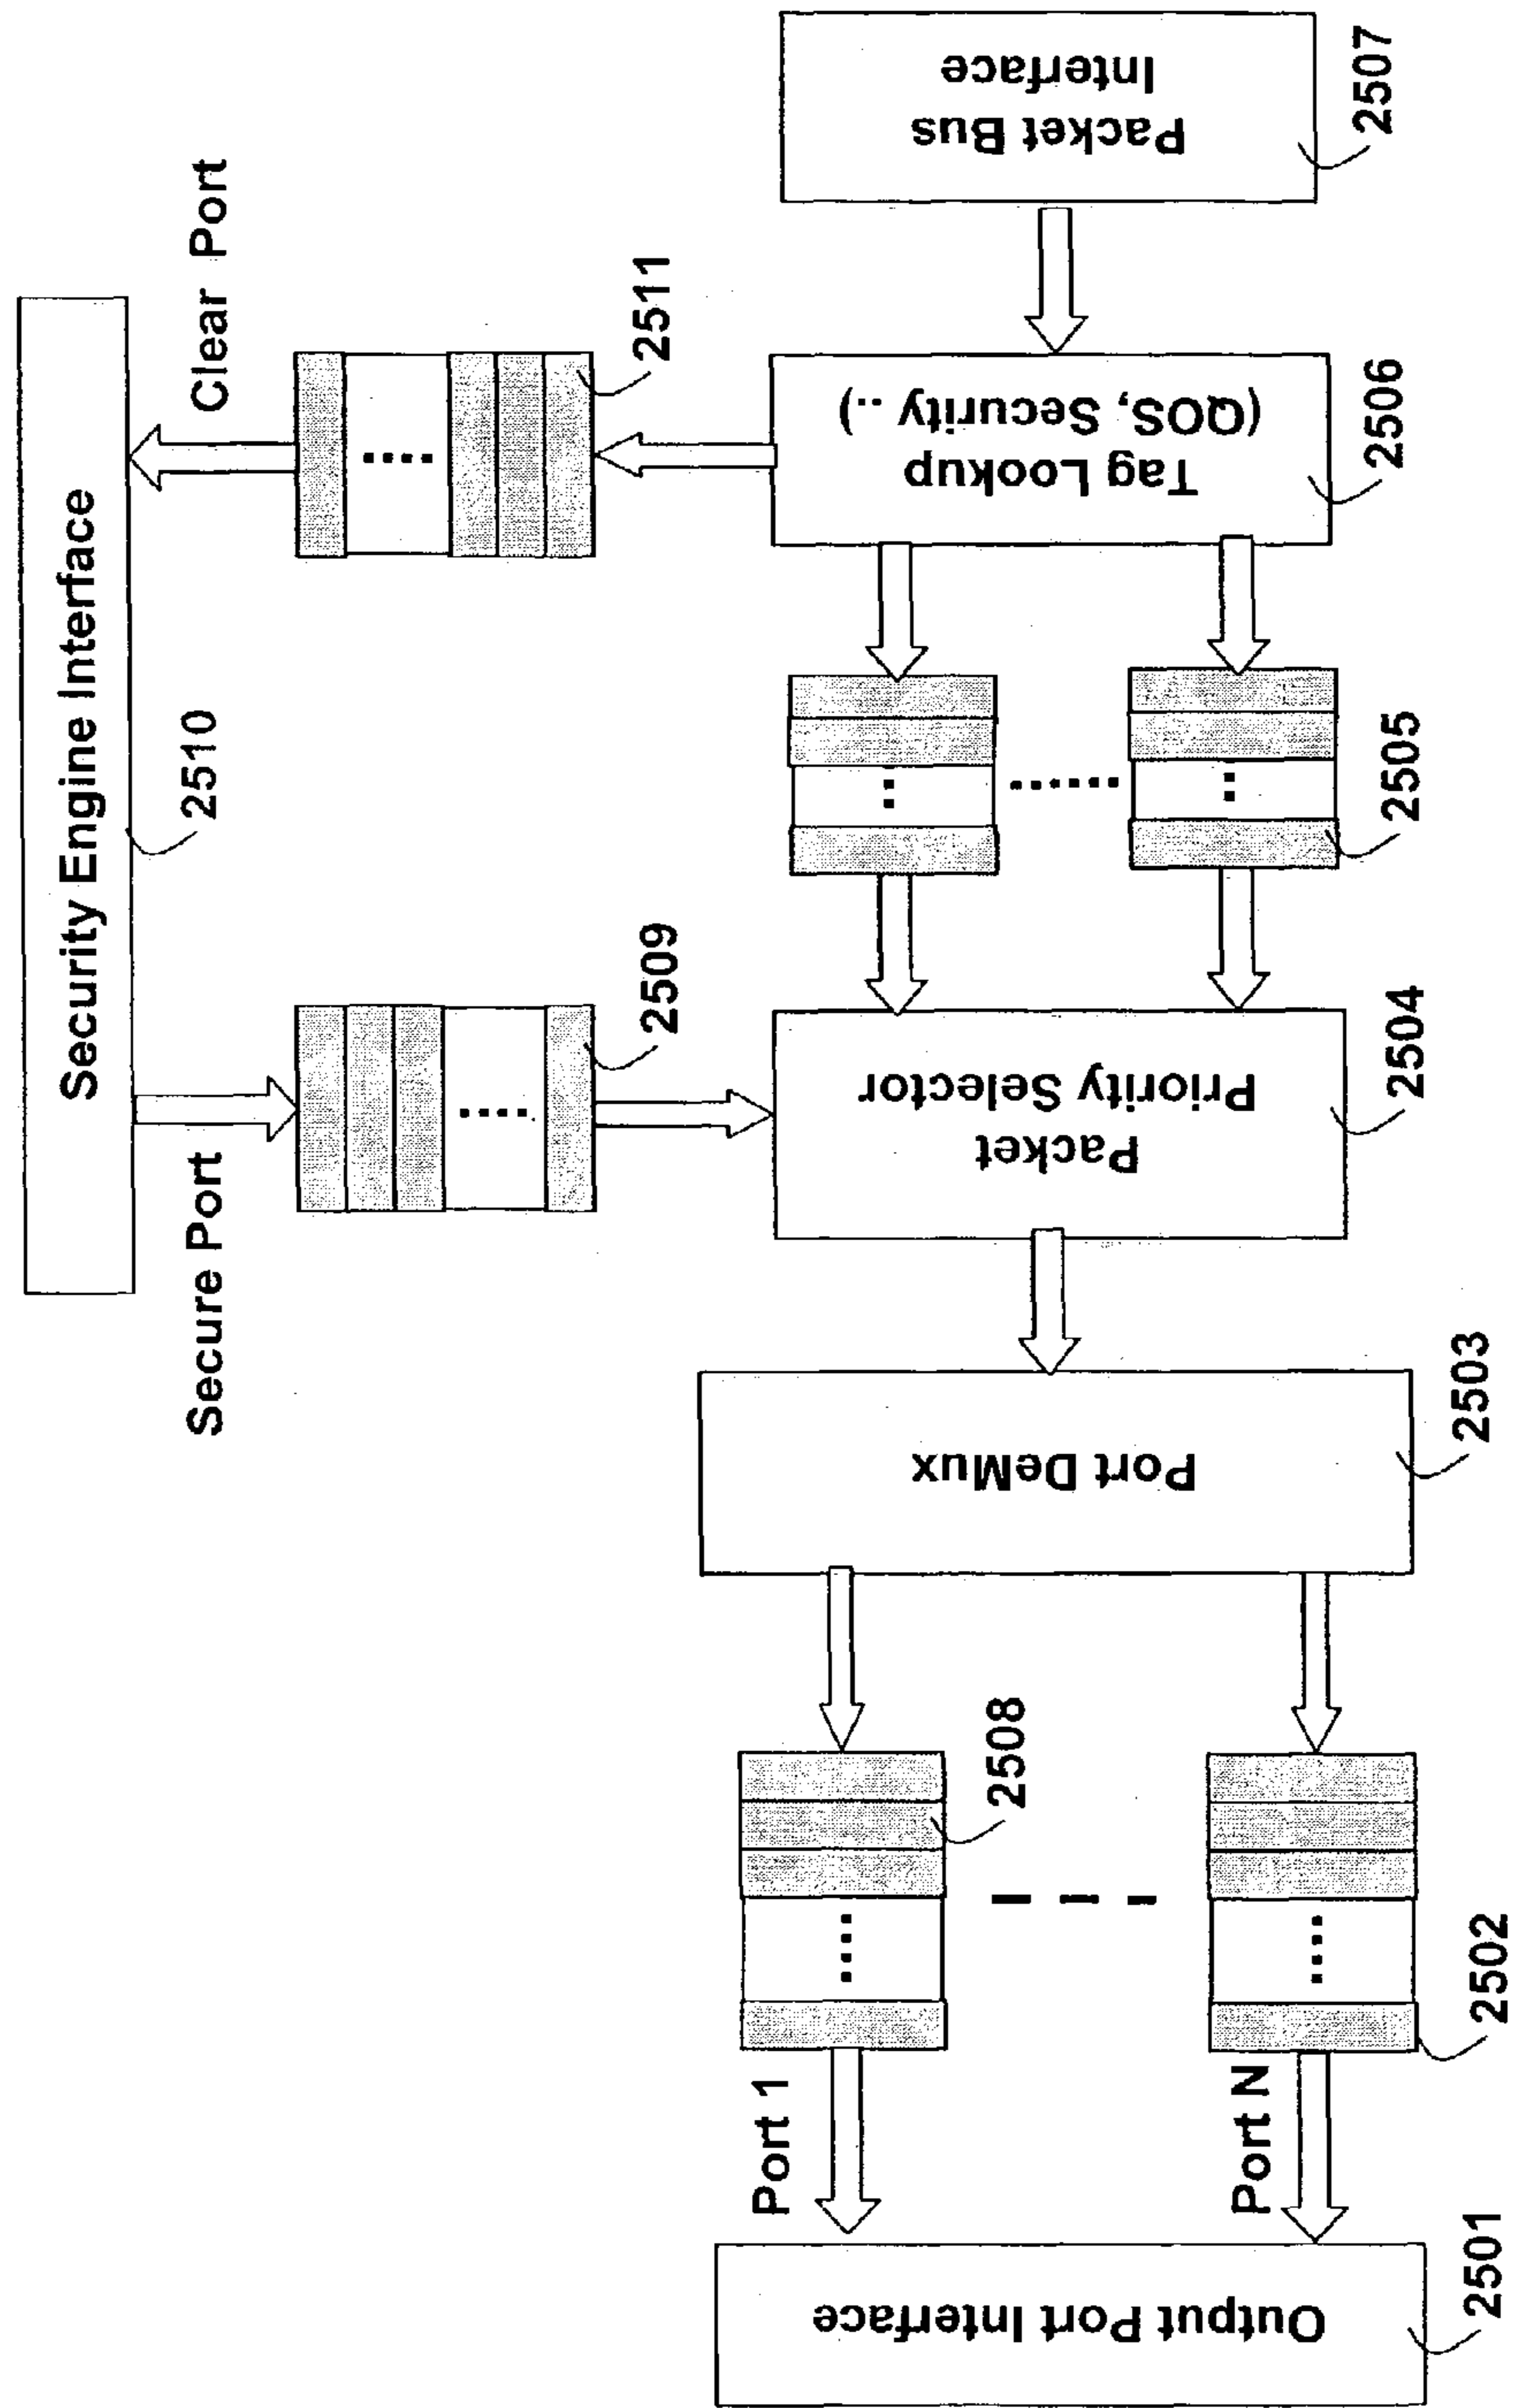 Security Engine Interface
2510
Secure Port
Clear Port
2509
2511
Output Port Interface
2501
Port 1
Port N
2508
2502
Port DeMux
2503
Packet
Priority Selector
2504
2505
Tag Lookup
(QOS, Security ..)
2506
Packet Bus
Interface
2507